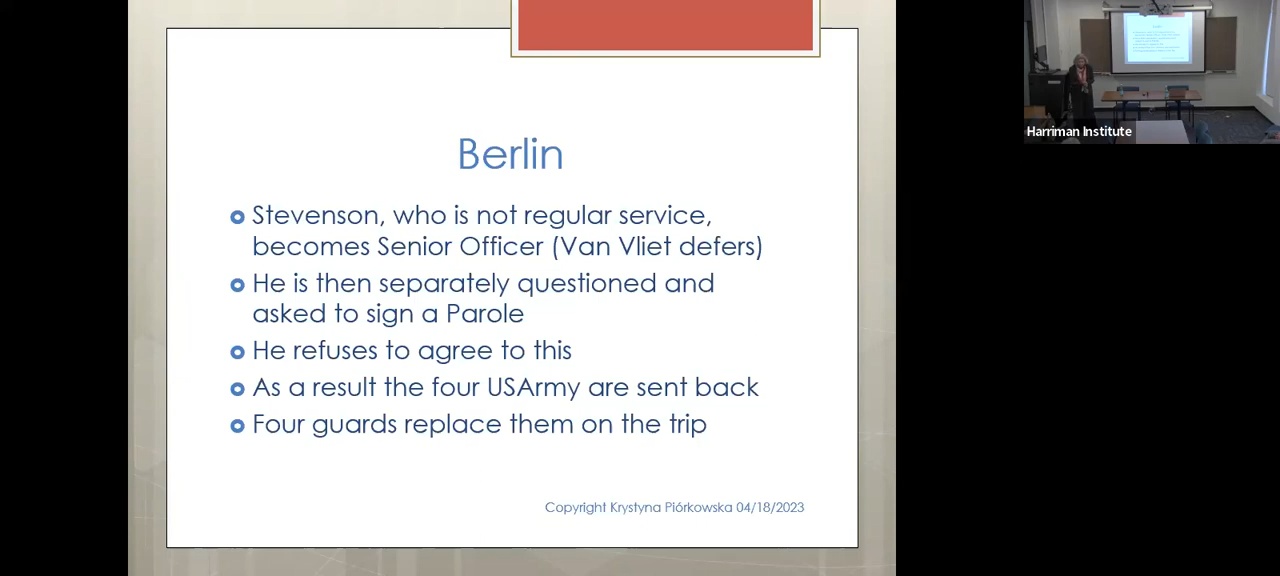 Berlin
Stevenson, who is not regular service,
becomes Senior Officer (Van Vliet defers)
He is then separately questioned and
asked to sign a Parole
He refuses to agree to this
As a result the four USArmy are sent back
Four guards replace them on the trip
Copyright Krystyna Piórkowska 04/18/2023
Harriman Institute